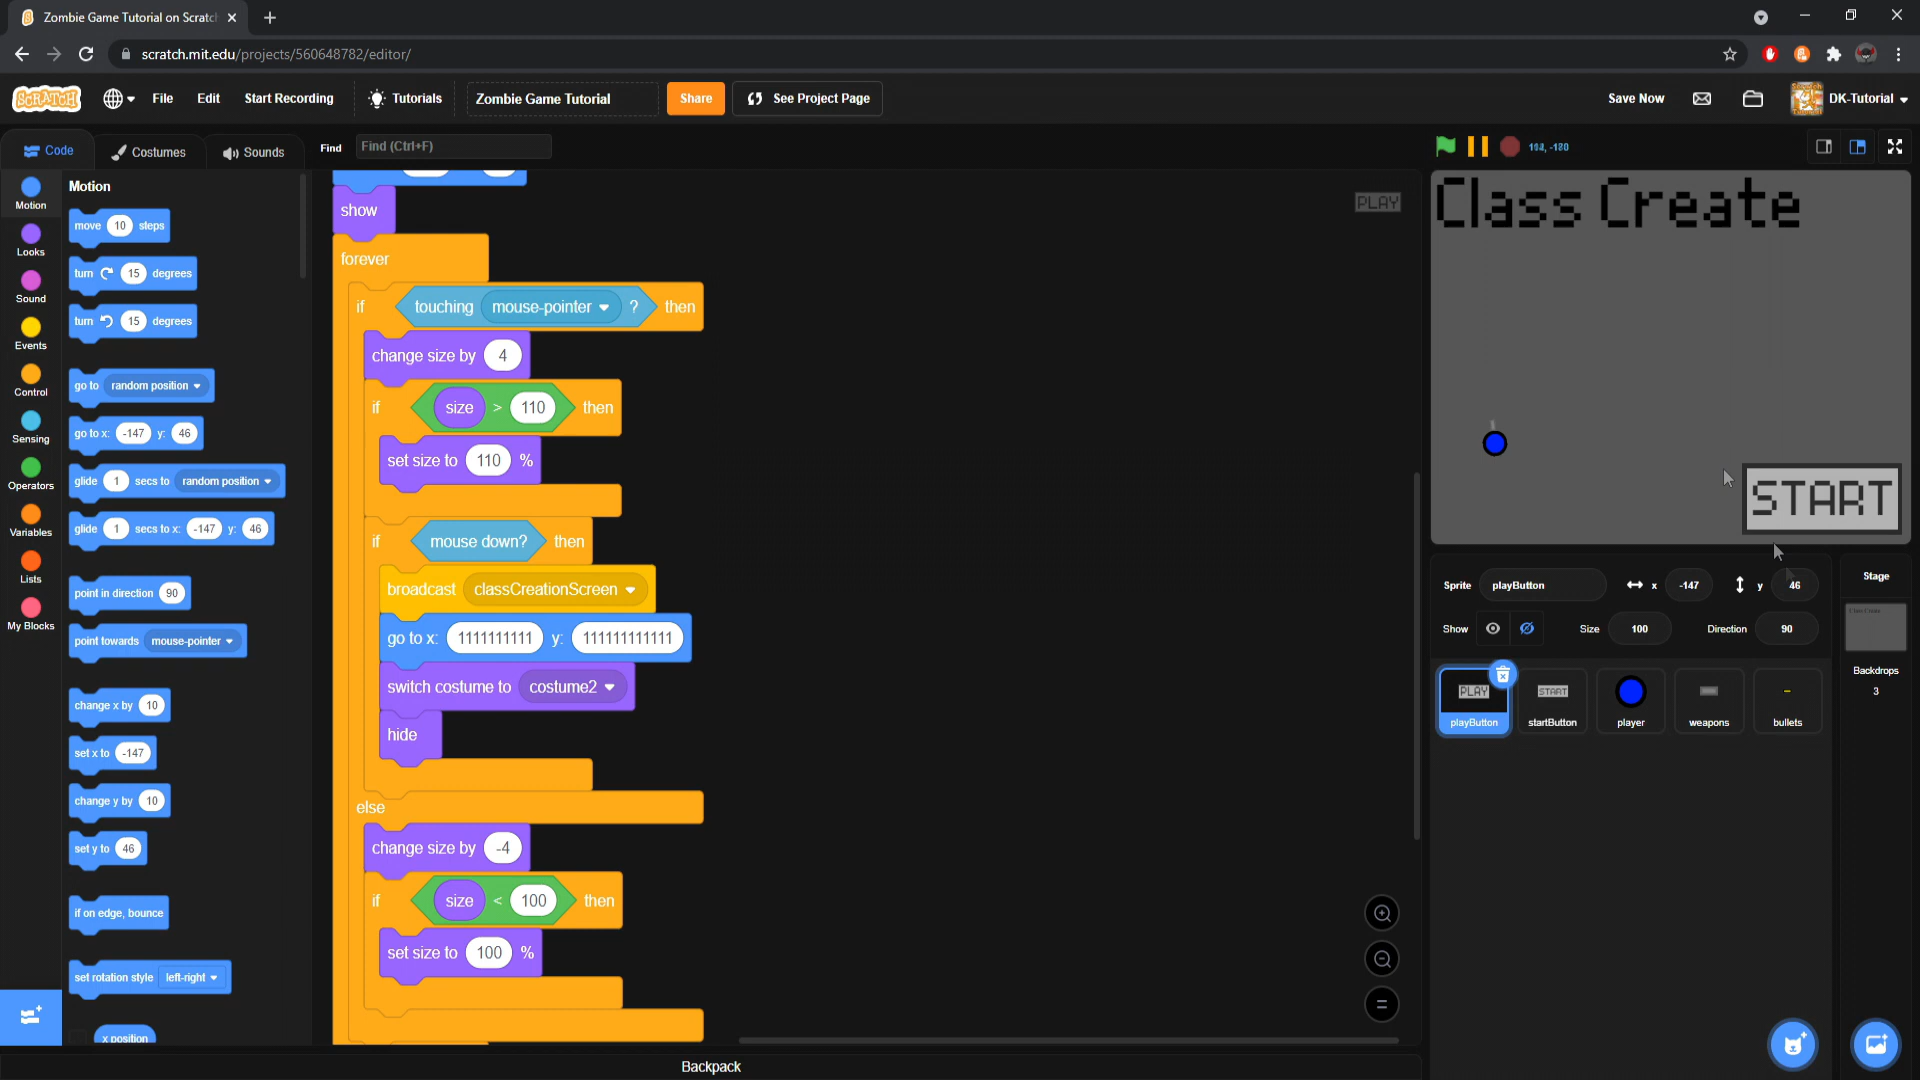 Zombie Game Tutorial on Scratch
scratch.mit.edu/projects/560648782/editor/
SCRATCH
File
Edit
Start Recording
Tutorials
Zombie Game Tutorial
Share
See Project Page
Save Now
DK-Tutorial
Code
Costumes
Sounds
Find
Find (Ctrl+F)
Motion
Looks
Sound
Events
Control
Sensing
Operators
Variables
Lists
My Blocks
Motion
move 10 steps
turn 15 degrees
turn 15 degrees
go to random position
go to x: -147 y: 46
glide 1 secs to random position
glide 1 secs to x: -147 y: 46
point in direction 90
point towards mouse-pointer
change x by 10
set x to -147
change y by 10
set y to 46
if on edge, bounce
set rotation style left-right
x position
show
forever
if touching mouse-pointer ? then
change size by 4
if size > 110 then
set size to 110 %
if mouse down? then
broadcast classCreationScreen
go to x: 1111111111 y: 111111111111
switch costume to costume2
hide
else
change size by -4
if size < 100 then
set size to 100 %
PLAY
=
Backpack
Class Create
START
Sprite playButton x -147 y 46
Show Size 100 Direction 90
PLAY
playButton
START
startButton
player
weapons
bullets
Stage
Backdrops
3